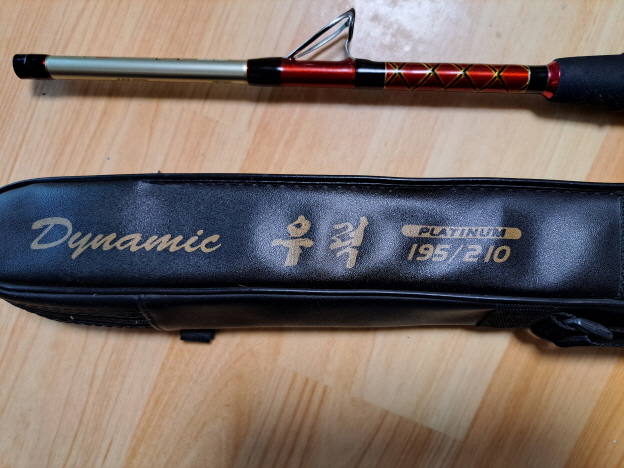 Dynamic 우력 PLATINUM
195/210